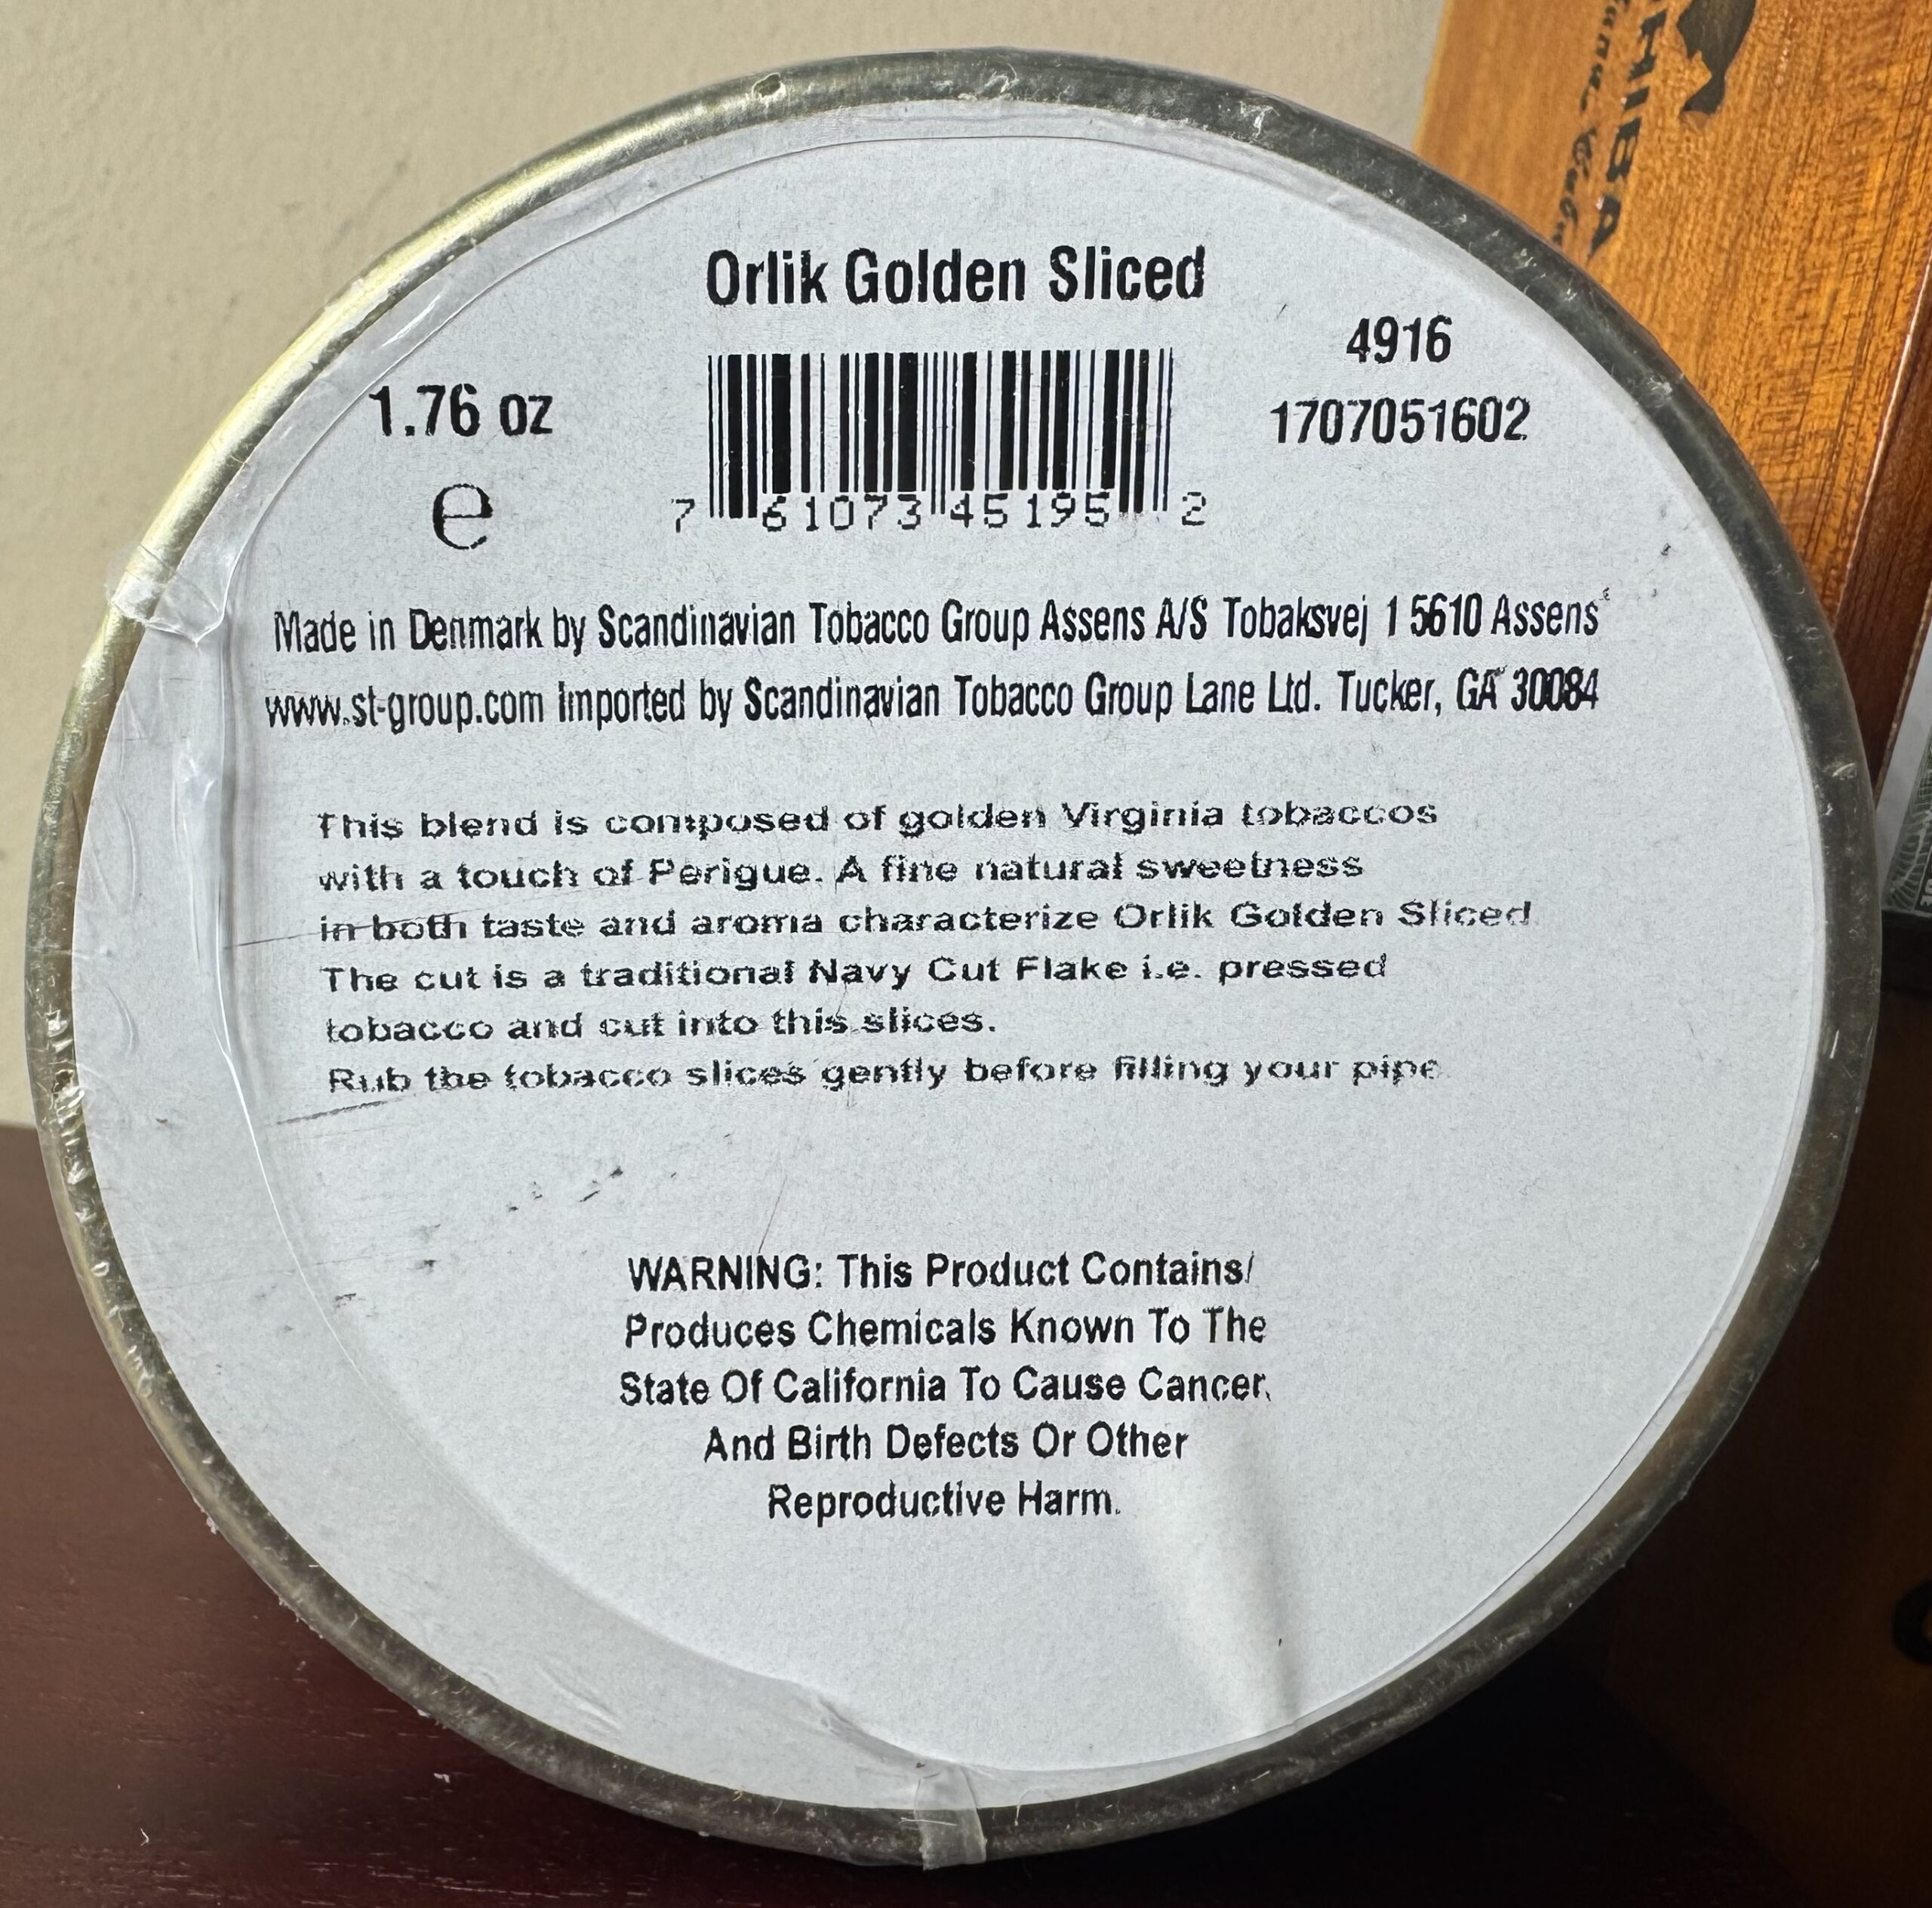 Orlik Golden Sliced
4916
1.76 oz
1707051602
e
7 61073 45195 2
Made in Denmark by Scandinavian Tobacco Group Assens A/S Tobaksvej 1 5610 Assens
www.st-group.com Imported by Scandinavian Tobacco Group Lane Ltd. Tucker, GA 30084
This blend is composed of golden Virginia tobaccos
with a touch of Perigue. A fine natural sweetness
in both taste and aroma characterize Orlik Golden Sliced
The cut is a traditional Navy Cut Flake i.e. pressed
tobacco and cut into this slices.
Rub the tobacco slices gently before filling your pipe
WARNING: This Product Contains/
Produces Chemicals Known To The
State Of California To Cause Cancer,
And Birth Defects Or Other
Reproductive Harm.
HIBA